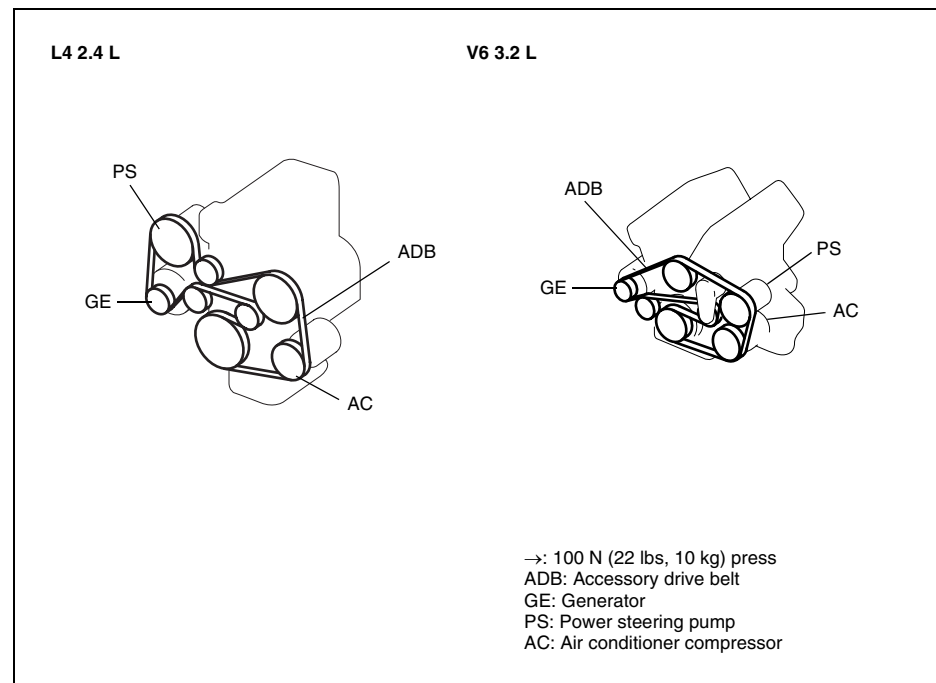 L4 2.4 L
V6 3.2 L
PS
ADB
GE
AC
ADB
PS
GE
AC
→: 100 N (22 lbs, 10 kg) press
ADB: Accessory drive belt
GE: Generator
PS: Power steering pump
AC: Air conditioner compressor